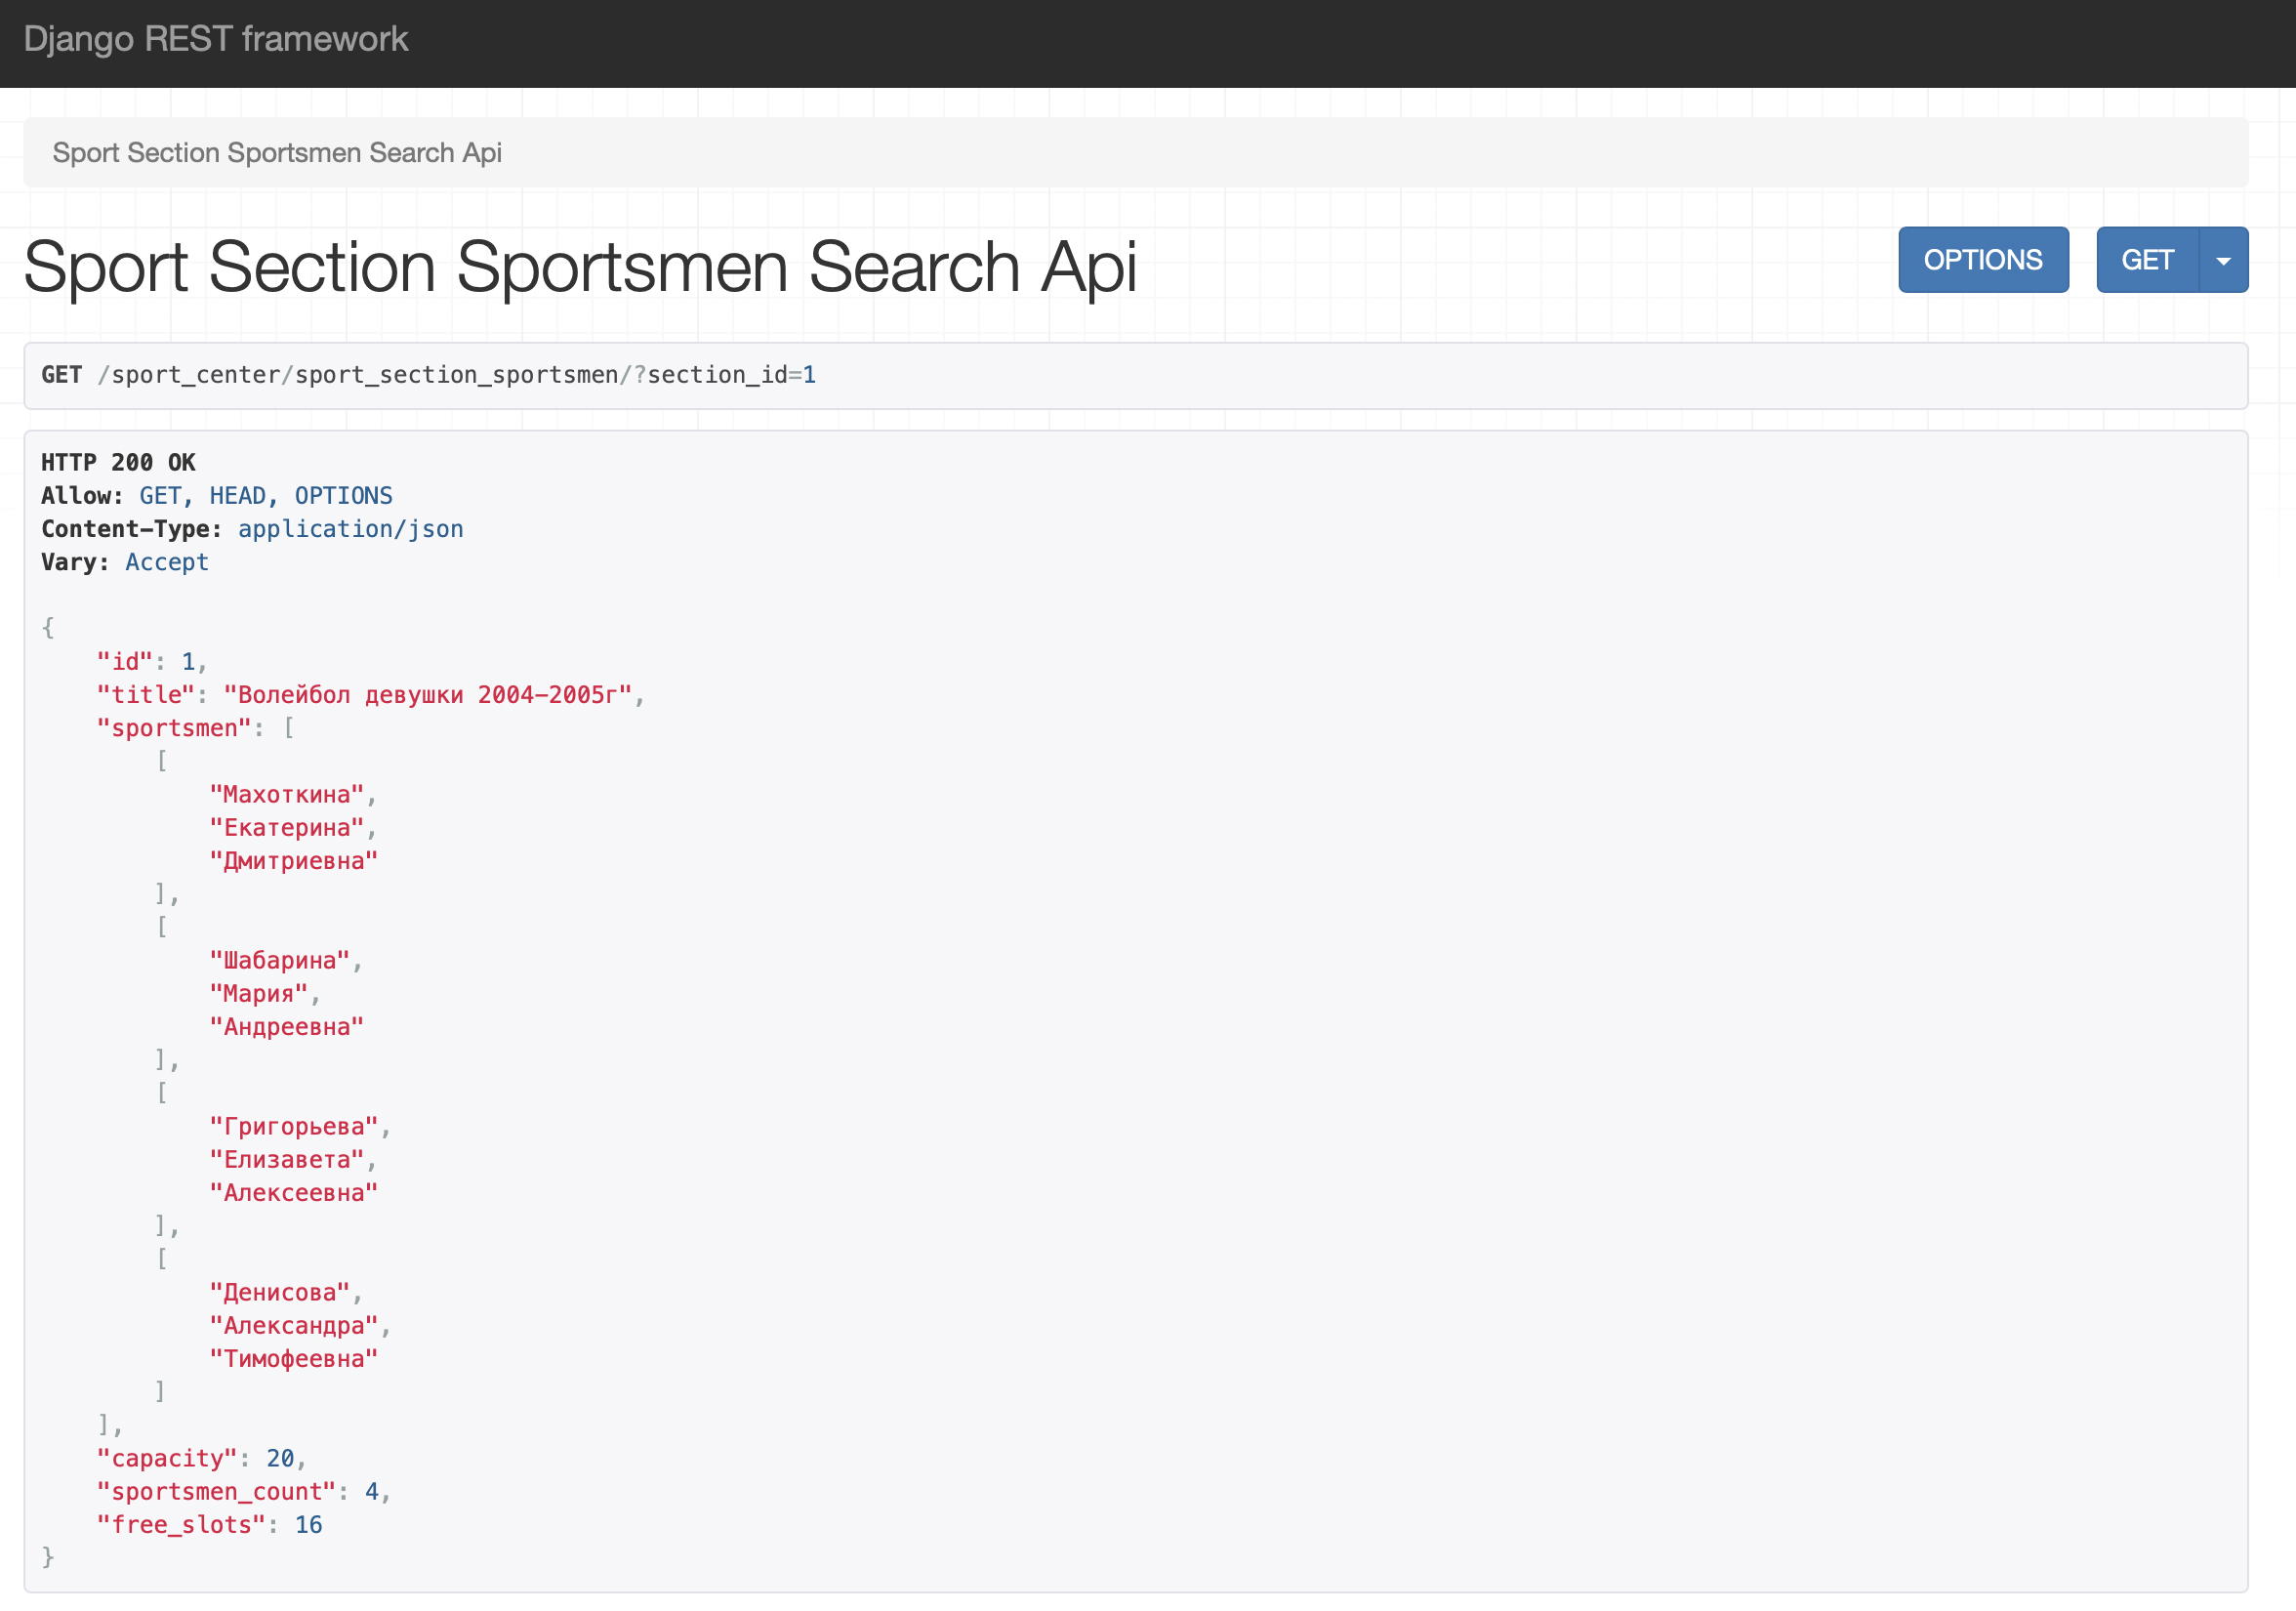 Django REST framework
Sport Section Sportsmen Search Api
Sport Section Sportsmen Search Api
OPTIONS
GET
GET /sport_center/sport_section_sportsmen/?section_id=1
HTTP 200 OK
Allow: GET, HEAD, OPTIONS
Content-Type: application/json
Vary: Accept
{
    "id": 1,
    "title": "Волейбол девушки 2004-2005г",
    "sportsmen": [
        [
            "Махоткина",
            "Екатерина",
            "Дмитриевна"
        ],
        [
            "Шабарина",
            "Мария",
            "Андреевна"
        ],
        [
            "Григорьева",
            "Елизавета",
            "Алексеевна"
        ],
        [
            "Денисова",
            "Александра",
            "Тимофеевна"
        ]
    ],
    "capacity": 20,
    "sportsmen_count": 4,
    "free_slots": 16
}